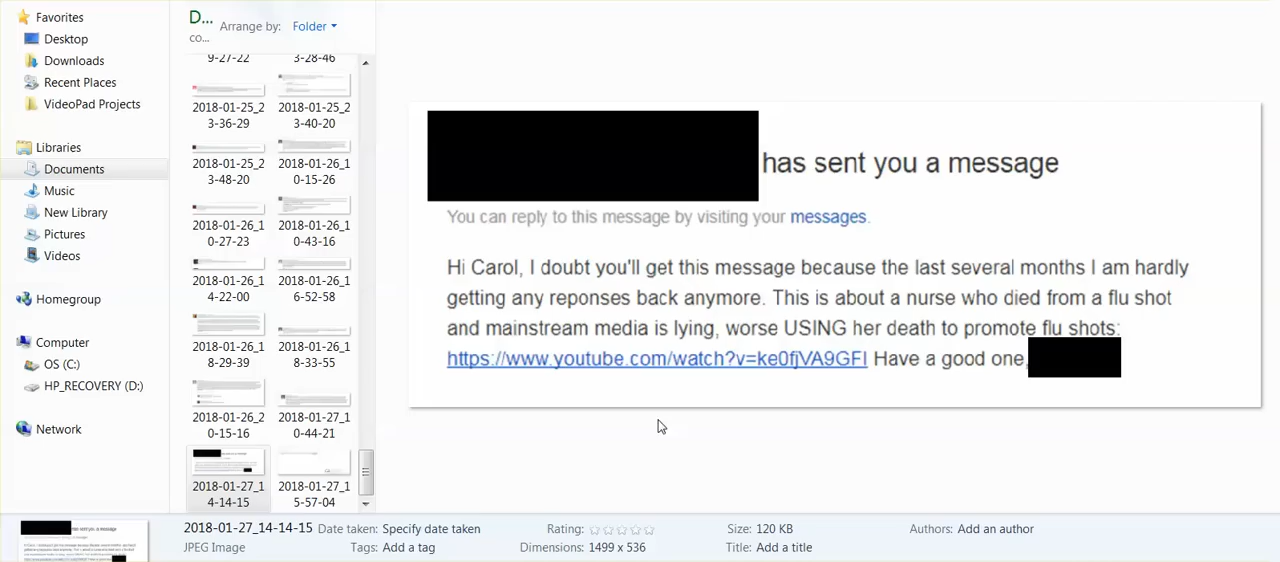 Favorites
Desktop
Downloads
Recent Places
VideoPad Projects
Libraries
Documents
Music
New Library
Pictures
Videos
Homegroup
Computer
OS (C:)
HP_RECOVERY (D:)
Network
D...
co...
Arrange by: Folder
9-27-22
3-28-46
2018-01-25_2
3-36-29
2018-01-25_2
3-40-20
2018-01-25_2
3-48-20
2018-01-26_1
0-15-26
2018-01-26_1
0-27-23
2018-01-26_1
0-43-16
2018-01-26_1
4-22-00
2018-01-26_1
6-52-58
2018-01-26_1
8-29-39
2018-01-26_1
8-33-55
2018-01-26_2
0-15-16
2018-01-27_1
0-44-21
2018-01-27_1
4-14-15
2018-01-27_1
5-57-04
has sent you a message
You can reply to this message by visiting your messages.
Hi Carol, I doubt you'll get this message because the last several months I am hardly
getting any reponses back anymore. This is about a nurse who died from a flu shot
and mainstream media is lying, worse USING her death to promote flu shots:
https://www.youtube.com/watch?v=ke0fjVA9GFI Have a good one,
2018-01-27_14-14-15 Date taken: Specify date taken Rating: Size: 120 KB Authors: Add an author
JPEG Image Tags: Add a tag Dimensions: 1499 x 536 Title: Add a title